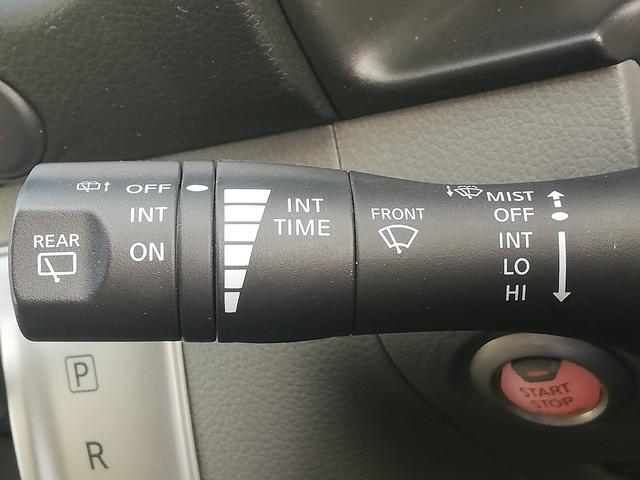 OFF
INT
ON
REAR
INT
TIME
FRONT
MIST
OFF
INT
LO
HI
P
R
START
STOP